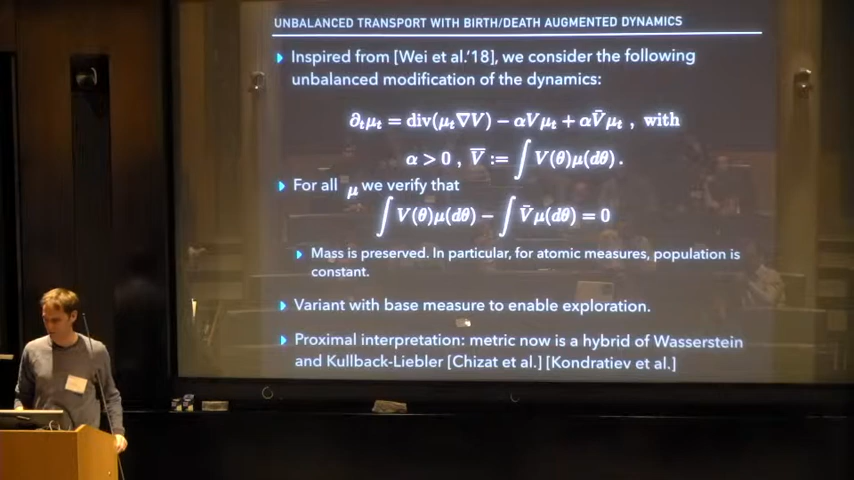 UNBALANCED TRANSPORT WITH BIRTH/DEATH AUGMENTED DYNAMICS
Inspired from [Wei et al.'18], we consider the following
unbalanced modification of the dynamics:
∂ₜμₜ = div(μₜ∇V) − αVμₜ + αV̄μₜ , with
α > 0 , V̄ := ∫ V(θ)μ(dθ) .
For all μ we verify that
∫ V(θ)μ(dθ) − ∫ V̄μ(dθ) = 0
Mass is preserved. In particular, for atomic measures, population is
constant.
Variant with base measure to enable exploration.
Proximal interpretation: metric now is a hybrid of Wasserstein
and Kullback-Liebler [Chizat et al.] [Kondratiev et al.]